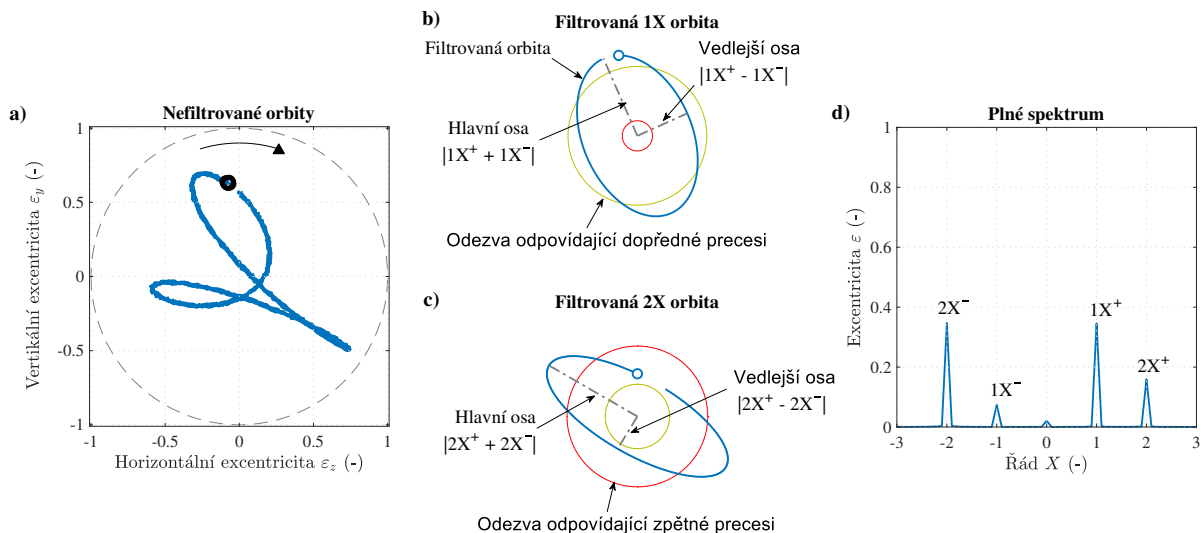 a)
Nefiltrované orbity
Vertikální excentricita εy (-)
1
0.5
0
-0.5
-1
-1
-0.5
0
0.5
1
Horizontální excentricita εz (-)
b)
Filtrovaná 1X orbita
Filtrovaná orbita
Vedlejší osa
|1X+ - 1X-|
Hlavní osa
|1X+ + 1X-|
Odezva odpovídající dopředné precesi
c)
Filtrovaná 2X orbita
Vedlejší osa
|2X+ - 2X-|
Hlavní osa
|2X+ + 2X-|
Odezva odpovídající zpětné precesi
d)
Plné spektrum
Excentricita ε (-)
1
0.8
0.6
0.4
0.2
0
2X-
1X-
1X+
2X+
-3
-2
-1
0
1
2
3
Řád X (-)